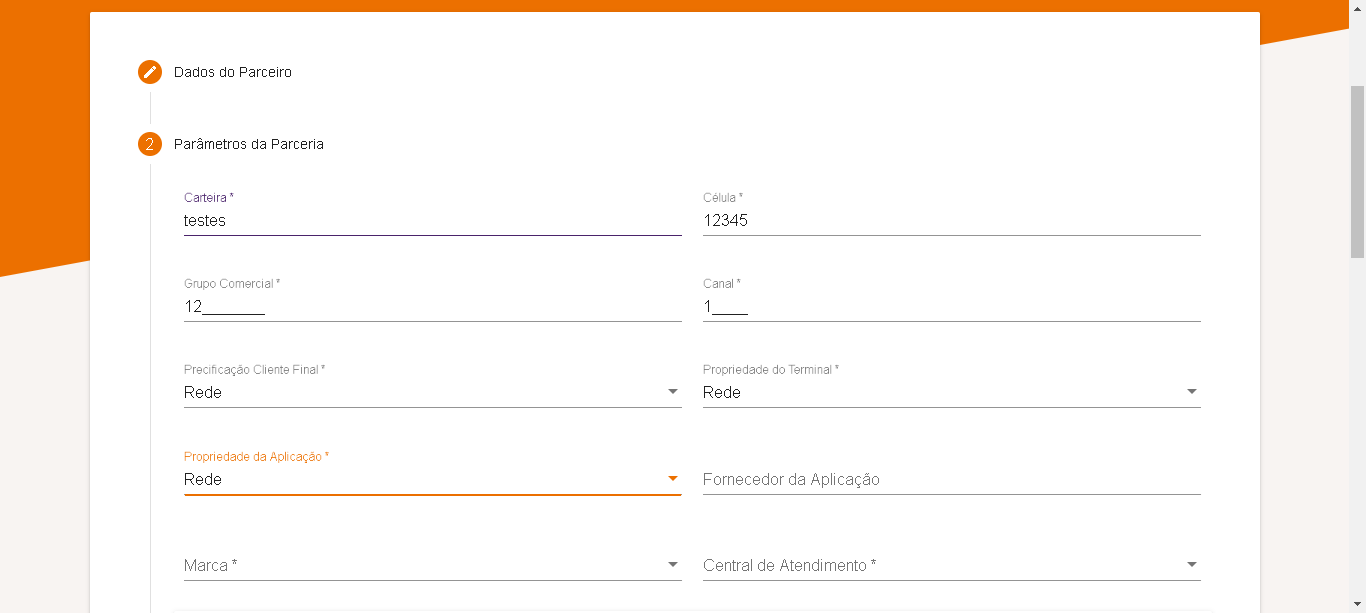 Dados do Parceiro
2 Parâmetros da Parceria
Carteira *
testes
Célula *
12345
Grupo Comercial *
12_______
Canal *
1____
Precificação Cliente Final *
Rede
Propriedade do Terminal *
Rede
Propriedade da Aplicação *
Rede
Fornecedor da Aplicação
Marca *
Central de Atendimento *